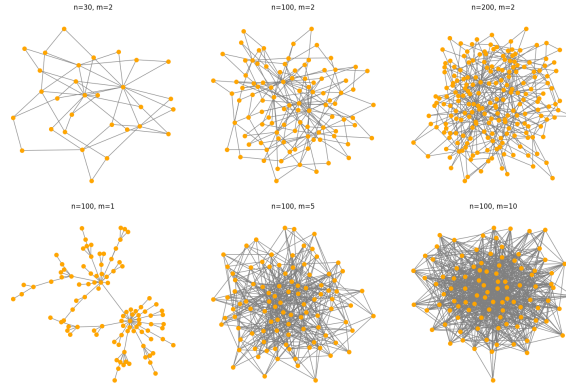 n=30, m=2
n=100, m=2
n=200, m=2
n=100, m=1
n=100, m=5
n=100, m=10